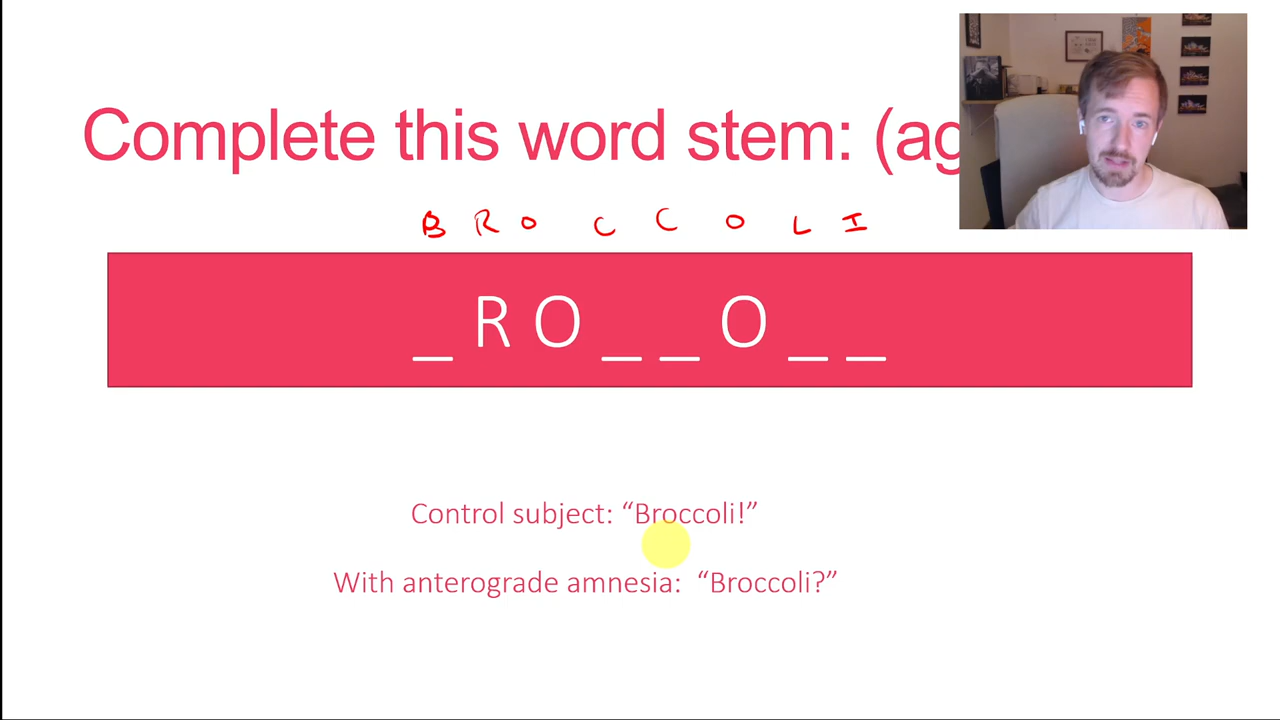 Complete this word stem: (ag
B R O C C O L I
_ R O _ _ O _ _
Control subject: “Broccoli!”
With anterograde amnesia: “Broccoli?”